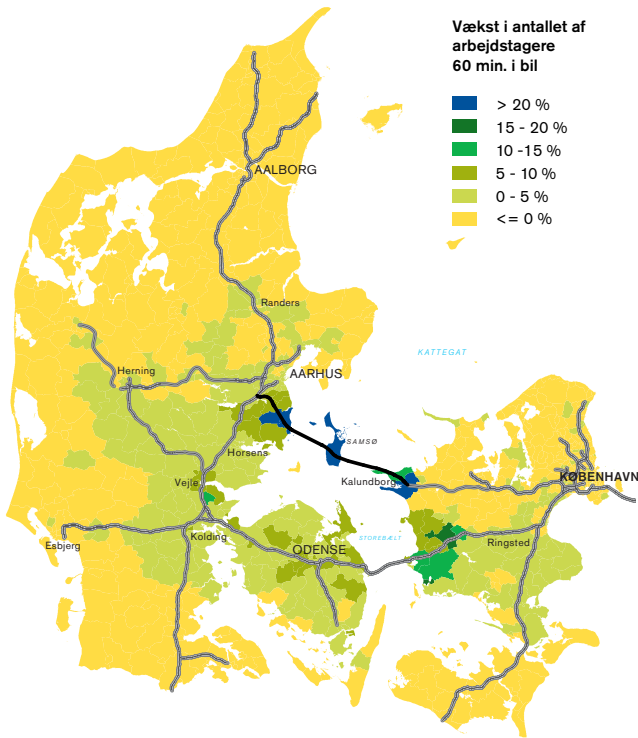 Vækst i antallet af
arbejdstagere
60 min. i bil
> 20 %
15 - 20 %
10 -15 %
5 - 10 %
0 - 5 %
<= 0 %
AALBORG
Randers
KATTEGAT
Herning
AARHUS
SAMSØ
Horsens
KØBENHAVN
Vejle
Kalundborg
Kolding
STOREBÆLT
Esbjerg
ODENSE
Ringsted